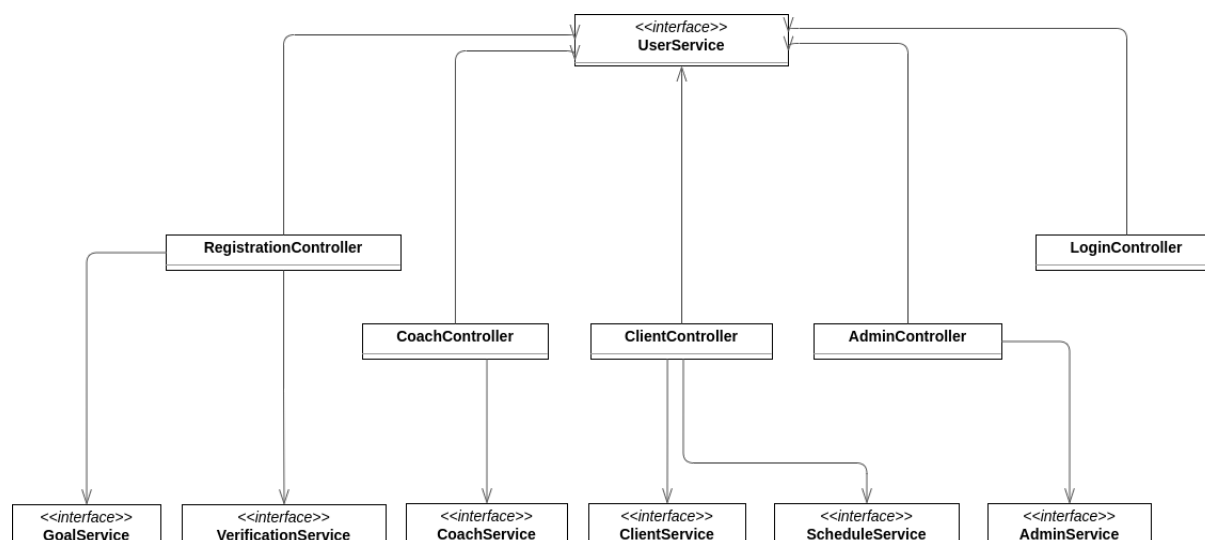 <<interface>>
UserService
RegistrationController
LoginController
CoachController
ClientController
AdminController
<<interface>>
GoalService
<<interface>>
VerificationService
<<interface>>
CoachService
<<interface>>
ClientService
<<interface>>
ScheduleService
<<interface>>
AdminService